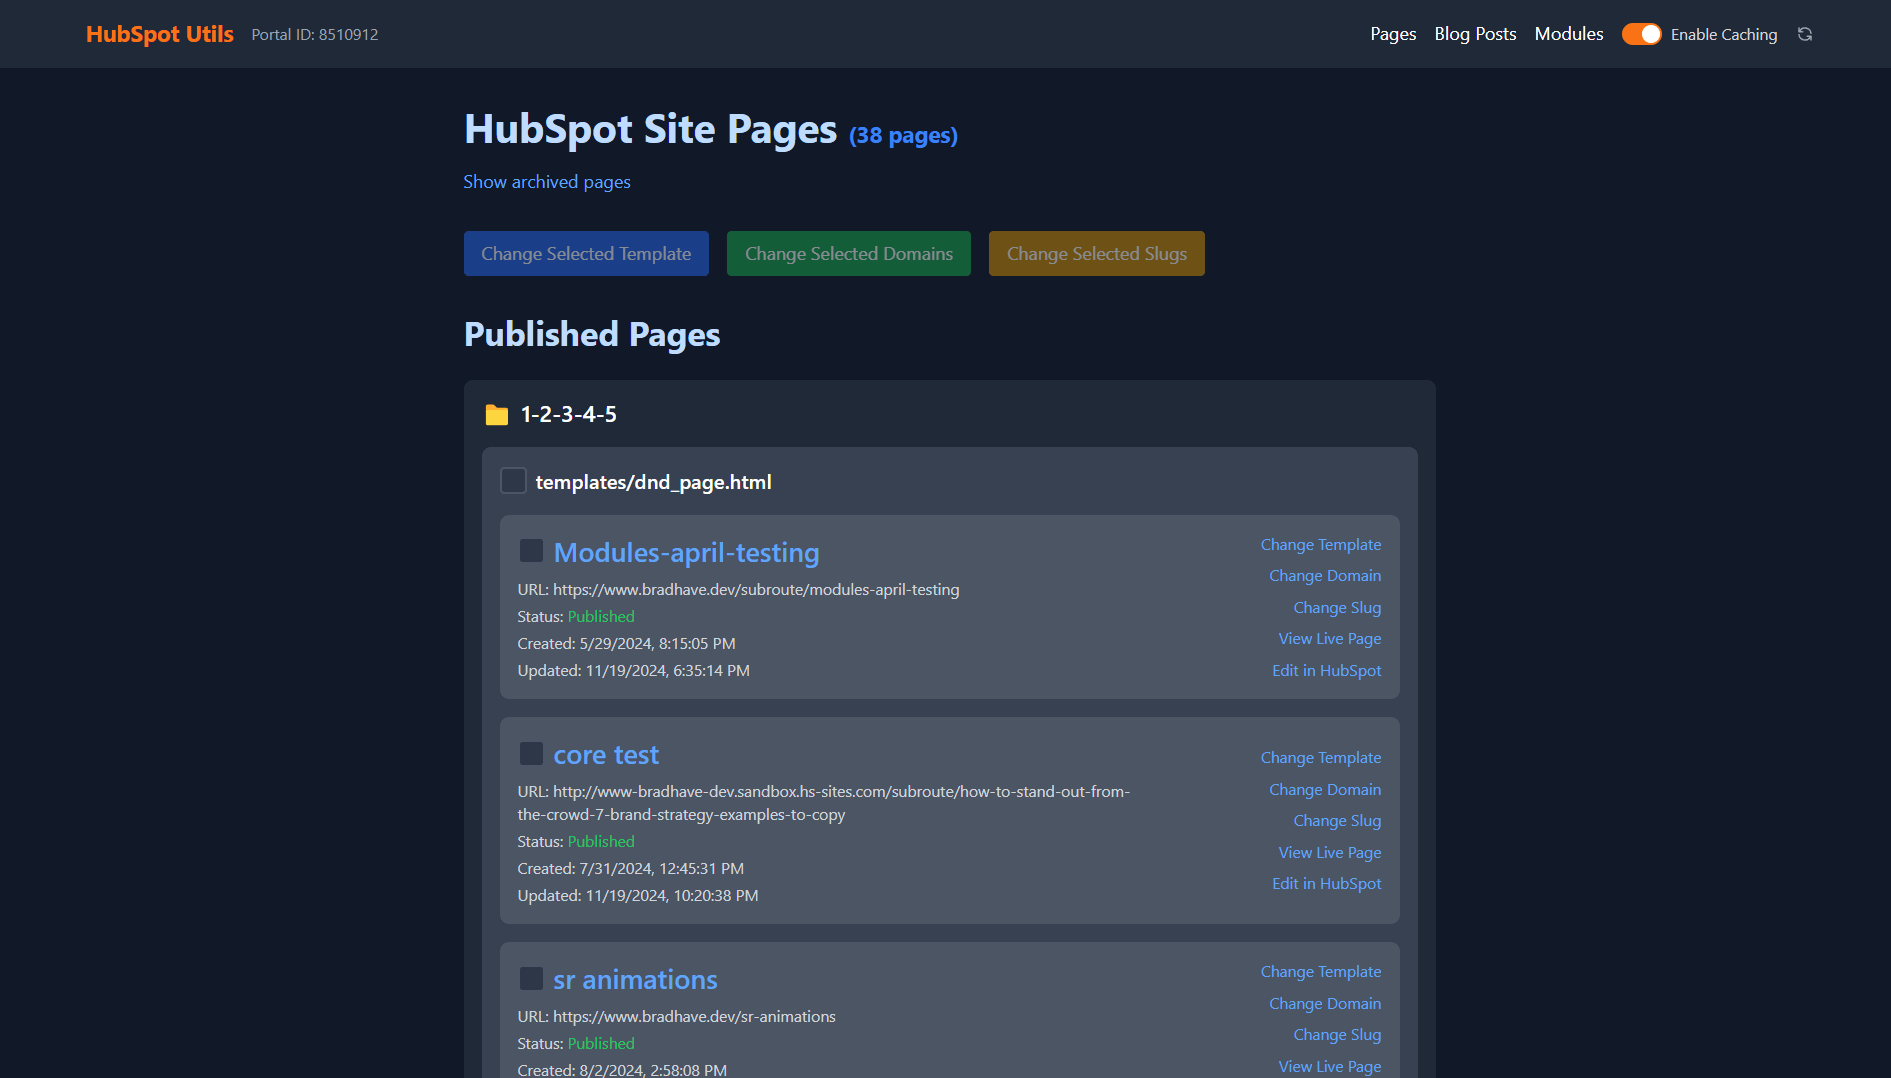 HubSpot Utils
Portal ID: 8510912
Pages
Blog Posts
Modules
Enable Caching
HubSpot Site Pages (38 pages)
Show archived pages
Change Selected Template
Change Selected Domains
Change Selected Slugs
Published Pages
1-2-3-4-5
templates/dnd_page.html
Modules-april-testing
URL: https://www.bradhave.dev/subroute/modules-april-testing
Status: Published
Created: 5/29/2024, 8:15:05 PM
Updated: 11/19/2024, 6:35:14 PM
Change Template
Change Domain
Change Slug
View Live Page
Edit in HubSpot
core test
URL: http://www-bradhave-dev.sandbox.hs-sites.com/subroute/how-to-stand-out-from-
the-crowd-7-brand-strategy-examples-to-copy
Status: Published
Created: 7/31/2024, 12:45:31 PM
Updated: 11/19/2024, 10:20:38 PM
Change Template
Change Domain
Change Slug
View Live Page
Edit in HubSpot
sr animations
URL: https://www.bradhave.dev/sr-animations
Status: Published
Created: 8/2/2024, 2:58:08 PM
Change Template
Change Domain
Change Slug
View Live Page